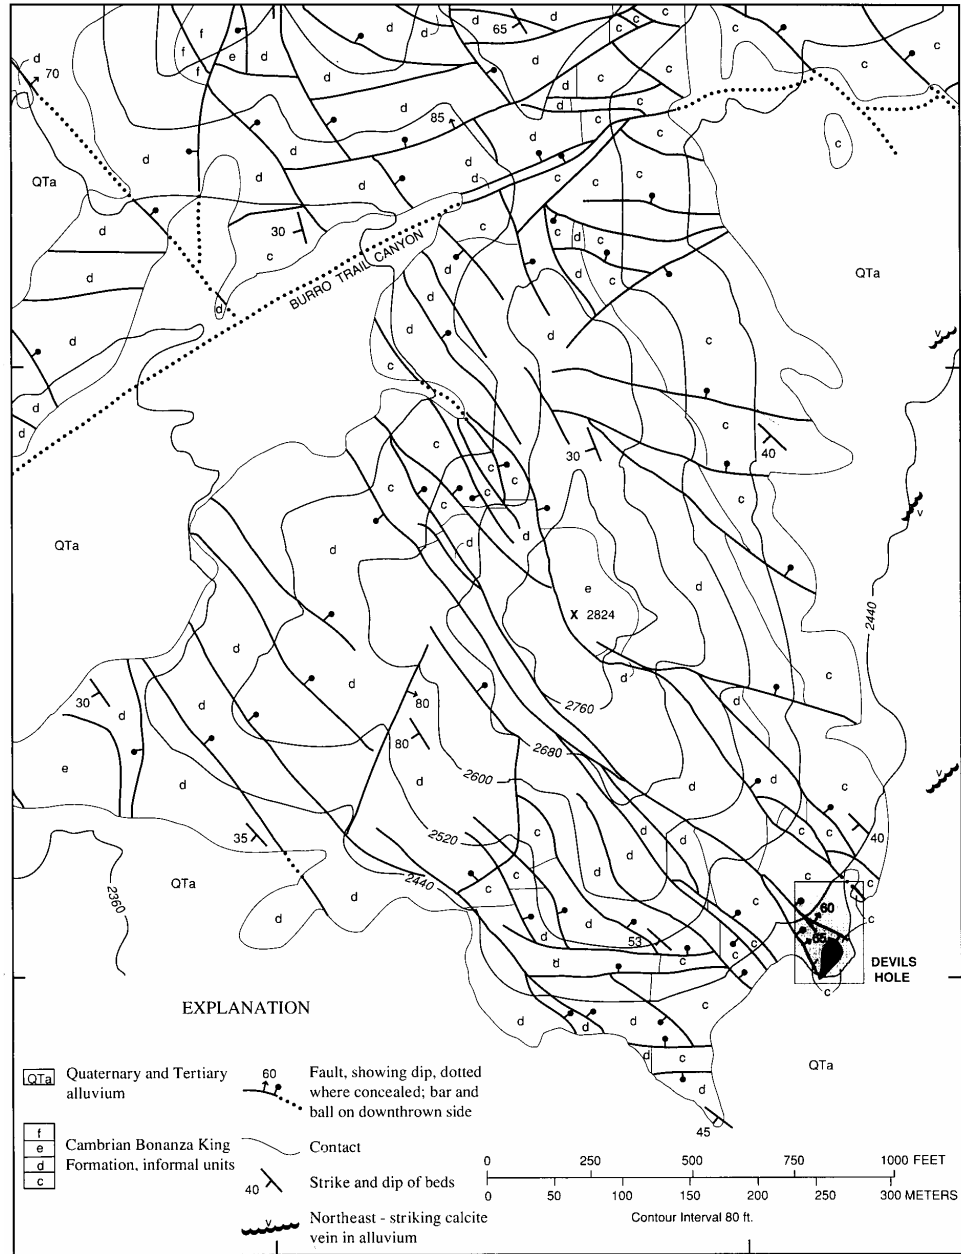 65
d
d
d
d
c
c
c
f
f
e
d
d
d
c
c
c
d
70
d
d
c
85
d
d
c
c
d
d
d
d
d
c
c
c
QTa
30
c
c
c
d
c
d
d
BURRO TRAIL CANYON
d
d
c
QTa
d
d
d
c
v
d
c
d
d
c
c
30
40
c
c
c
c
c
v
QTa
d
d
d
e
d
X 2824
2440
d
d
c
30
d
d
d
80
2760
d
80
2680
e
d
d
2600
d
d
c
v
35
2520
c
d
d
d
c
c
40
QTa
2440
c
c
c
c
2360
d
d
d
53
d
c
c
60
55
c
DEVILS
HOLE
c
EXPLANATION
d
d
d
c
d
c
d
QTa
45
QTa
Quaternary and Tertiary
alluvium
f
e
d
c
Cambrian Bonanza King
Formation, informal units
60
Fault, showing dip, dotted
where concealed; bar and
ball on downthrown side
Contact
40
Strike and dip of beds
v
Northeast - striking calcite
vein in alluvium
0 250 500 750 1000 FEET
0 50 100 150 200 250 300 METERS
Contour Interval 80 ft.